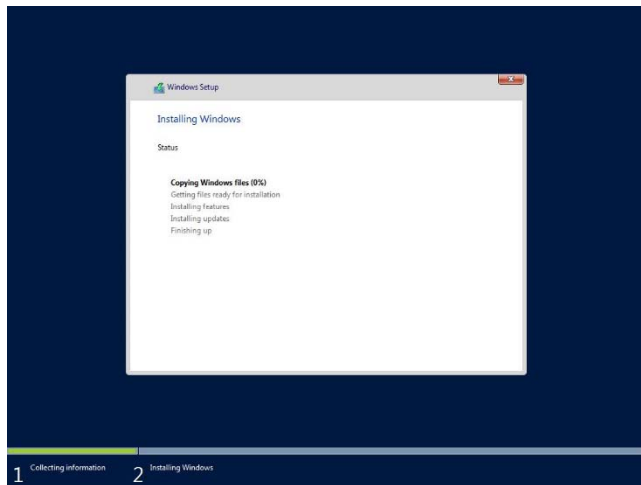 Windows Setup
Installing Windows
Status
Copying Windows files (0%)
Getting files ready for installation
Installing features
Installing updates
Finishing up
1 Collecting information
2 Installing Windows